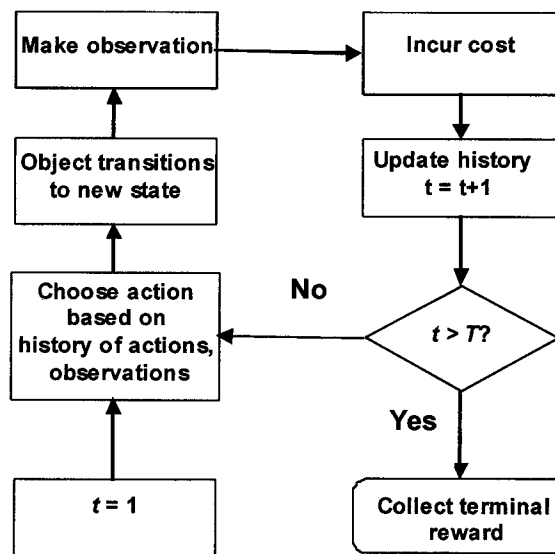 Make observation
Incur cost
Object transitions
to new state
Update history
t = t+1
Choose action
based on
history of actions,
observations
No
t > T?
Yes
t = 1
Collect terminal
reward